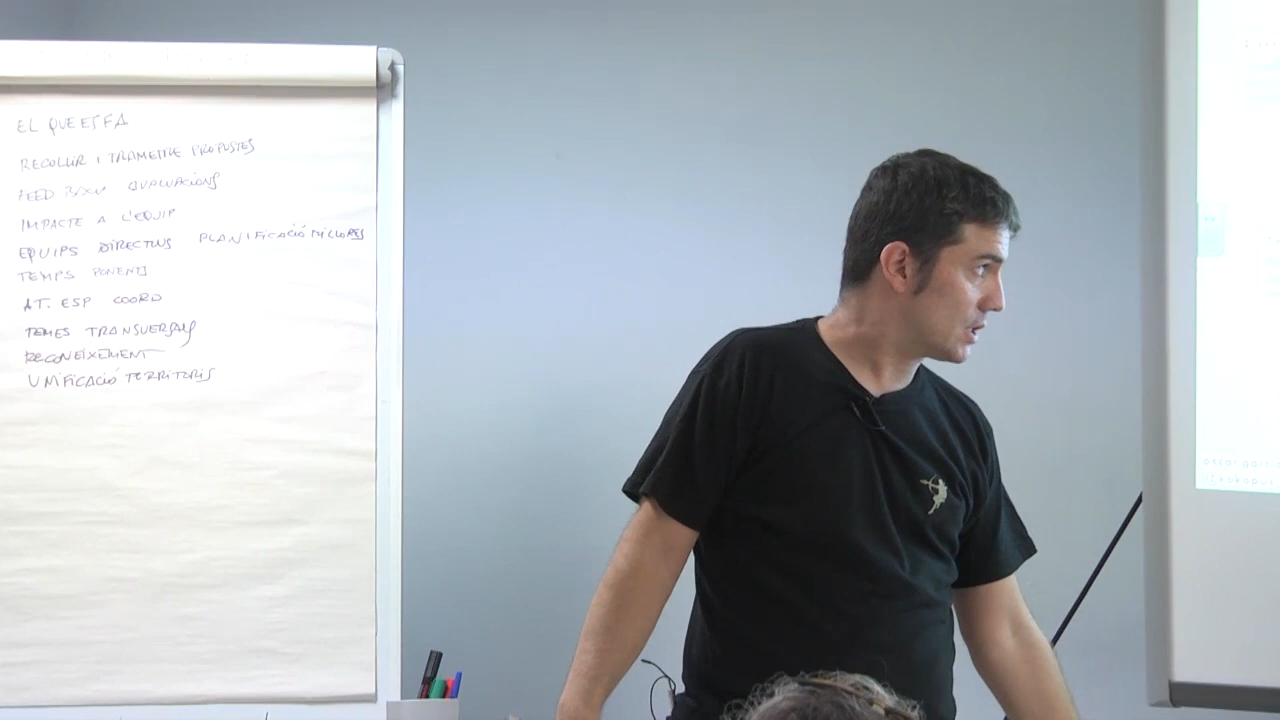 EL QUE ES FA
RECOLLIR I TRAMETRE PROPOSTES
FEED BACK AVALUACIONS
IMPACTE A L'EQUIP
EQUIPS DIRECTIUS PLANIFICACIÓ MILLORES
TEMPS PONENTS
AT. ESP COORD
TEMES TRANSVERSALS
RECONEIXEMENT
UNIFICACIÓ TERRITORIS